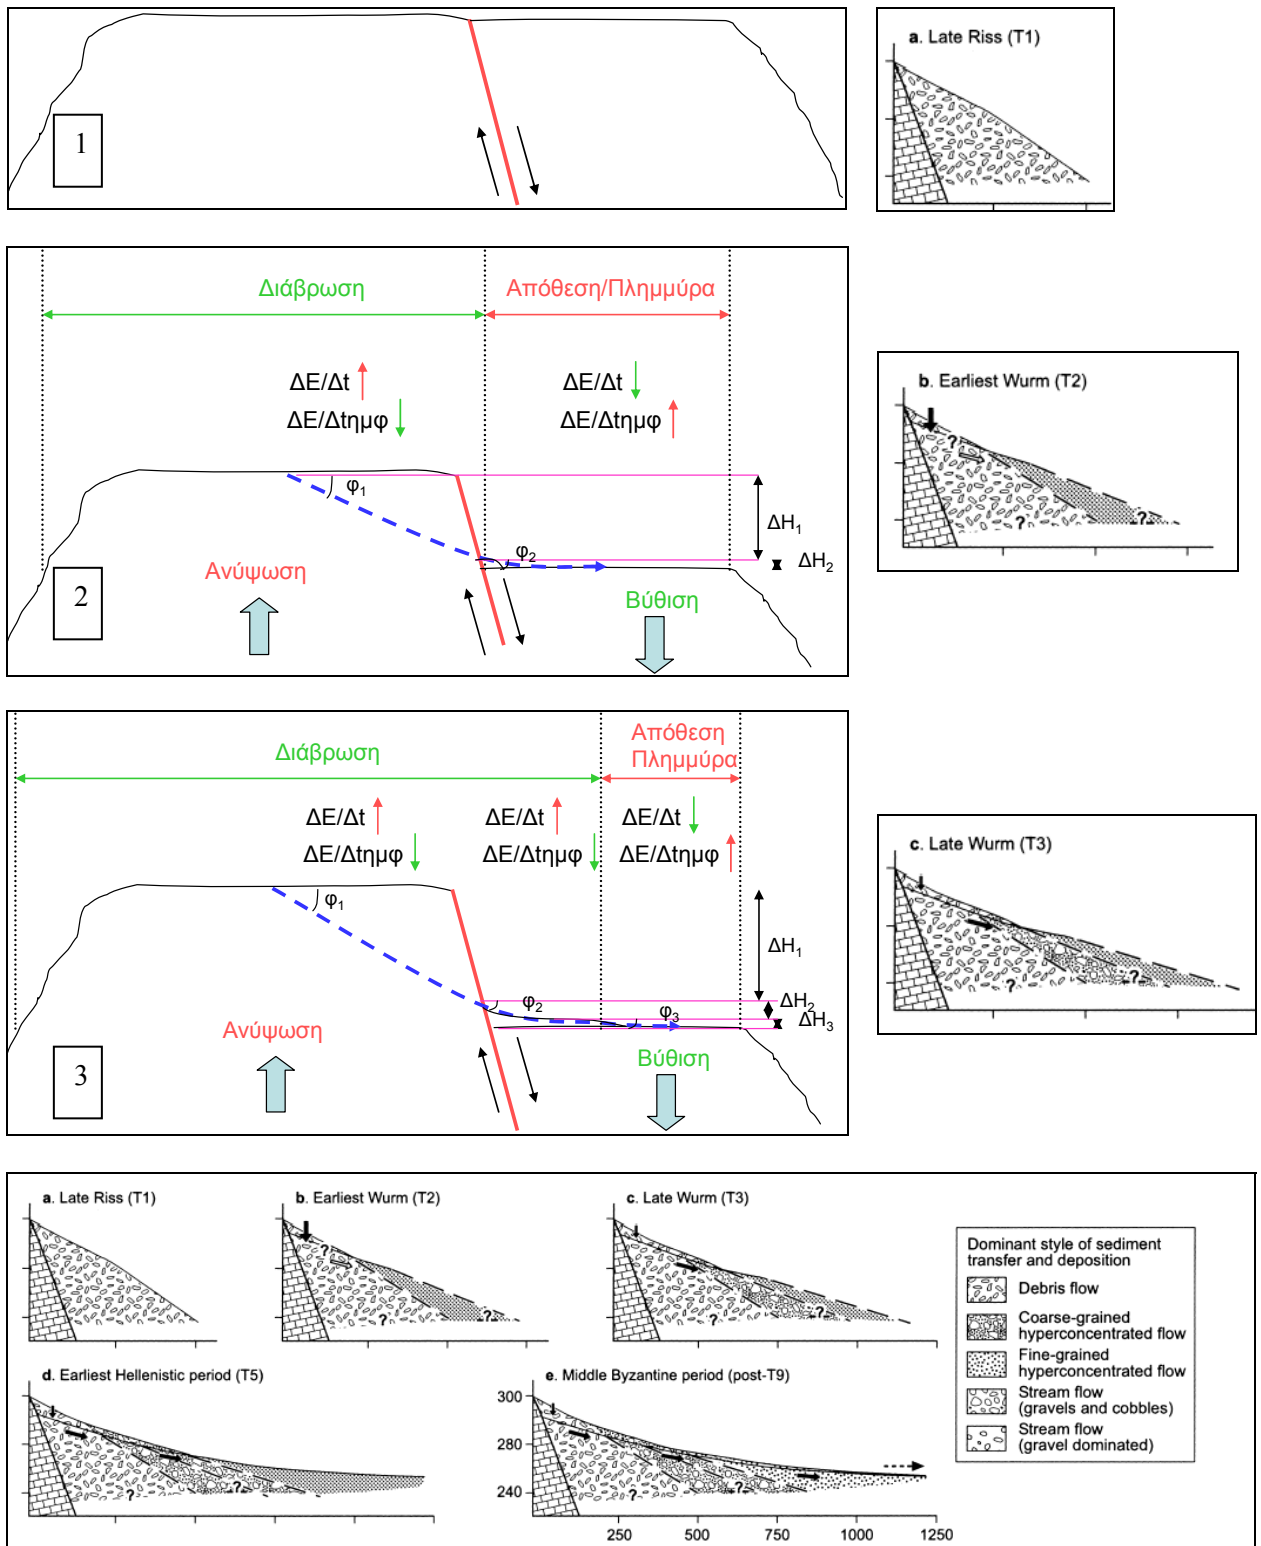 1
a. Late Riss (T1)
Διάβρωση
Απόθεση/Πλημμύρα
ΔE/Δt
ΔE/Δtημφ
ΔE/Δt
ΔE/Δtημφ
φ1
φ2
ΔH1
ΔH2
Ανύψωση
Βύθιση
2
b. Earliest Wurm (T2)
?
?
?
Διάβρωση
Απόθεση
Πλημμύρα
ΔE/Δt
ΔE/Δtημφ
ΔE/Δt
ΔE/Δtημφ
ΔE/Δt
ΔE/Δtημφ
φ1
φ2
φ3
ΔH1
ΔH2
ΔH3
Ανύψωση
Βύθιση
3
c. Late Wurm (T3)
?
?
a. Late Riss (T1)
b. Earliest Wurm (T2)
?
?
?
c. Late Wurm (T3)
?
?
d. Earliest Hellenistic period (T5)
?
?
e. Middle Byzantine period (post-T9)
300
280
240
?
?
250
500
750
1000
1250
Dominant style of sediment
transfer and deposition
Debris flow
Coarse-grained
hyperconcentrated flow
Fine-grained
hyperconcentrated flow
Stream flow
(gravels and cobbles)
Stream flow
(gravel dominated)